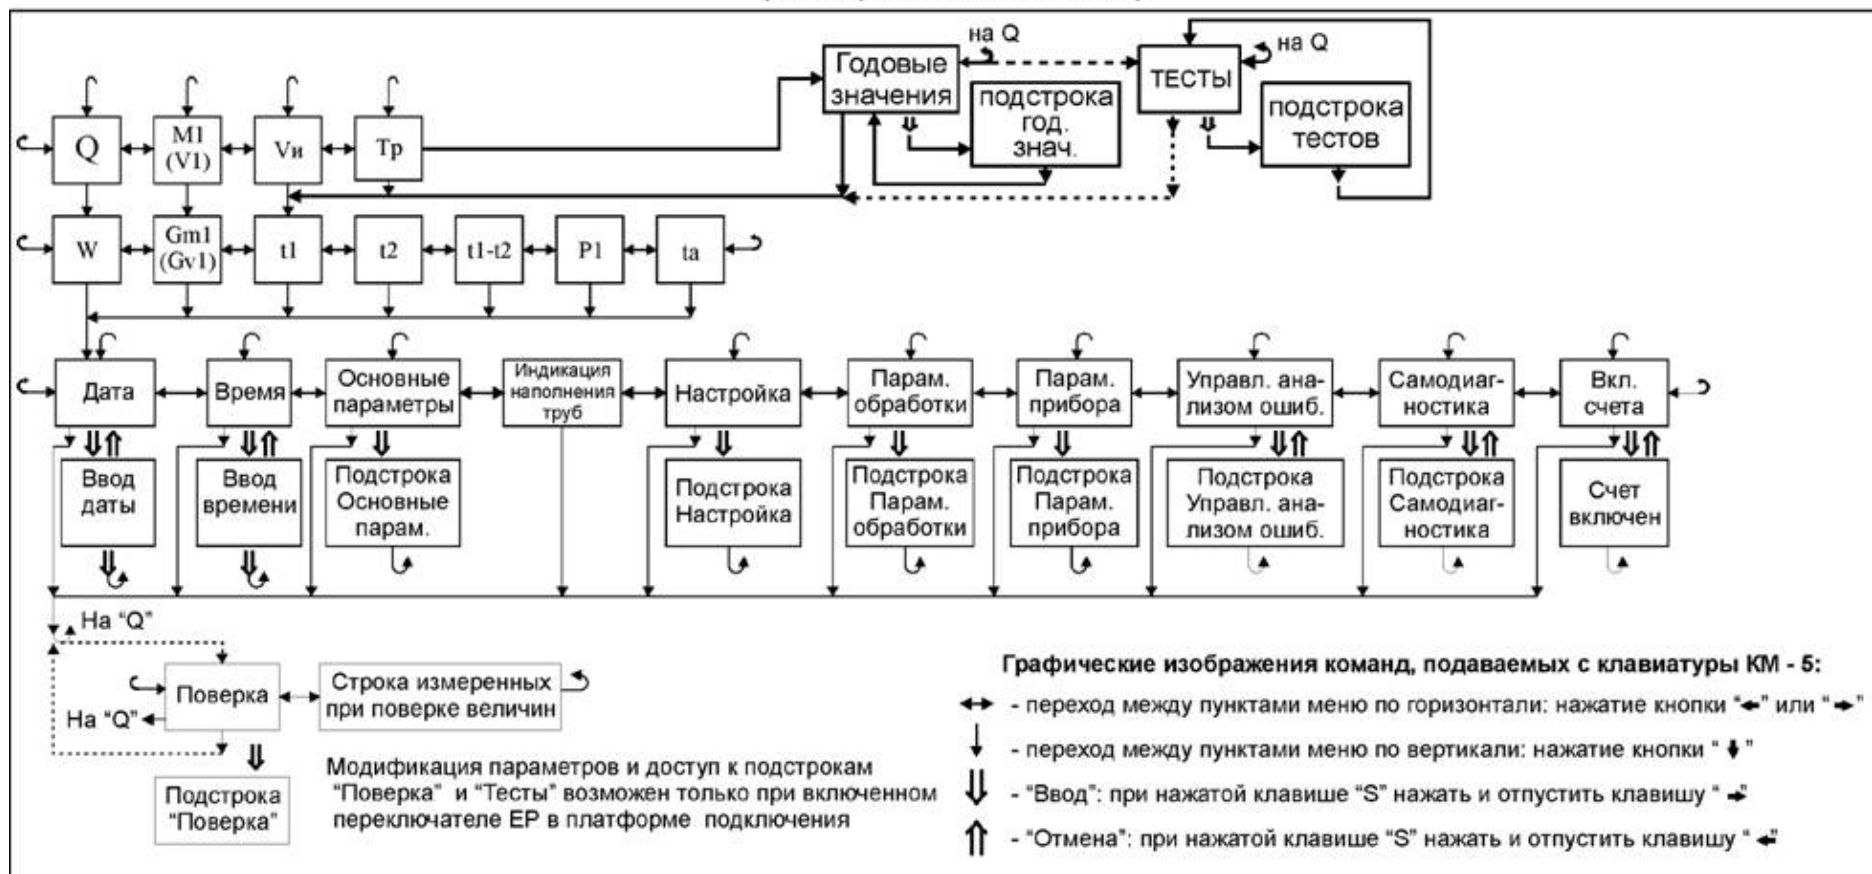 на Q
на Q
Годовые
значения
ТЕСТЫ
подстрока
год.
знач.
подстрока
тестов
Q
М1
(V1)
Vи
Тр
W
Gm1
(Gv1)
t1
t2
t1-t2
P1
ta
Дата
Время
Основные
параметры
Индикация
наполнения
труб
Настройка
Парам.
обработки
Парам.
прибора
Управл. ана-
лизом ошиб.
Самодиаг-
ностика
Вкл.
счета
Ввод
даты
Ввод
времени
Подстрока
Основные
парам.
Подстрока
Настройка
Подстрока
Парам.
обработки
Подстрока
Парам.
прибора
Подстрока
Управл. ана-
лизом ошиб.
Подстрока
Самодиаг-
ностика
Счет
включен
На “Q”
Поверка
Строка измеренных
при поверке величин
На “Q”
Подстрока
“Поверка”
Модификация параметров и доступ к подстрокам
“Поверка” и “Тесты” возможен только при включенном
переключателе ЕР в платформе подключения
Графические изображения команд, подаваемых с клавиатуры КМ - 5:
- переход между пунктами меню по горизонтали: нажатие кнопки “←” или “→”
- переход между пунктами меню по вертикали: нажатие кнопки “ ↓ ”
- “Ввод”: при нажатой клавише “S” нажать и отпустить клавишу “ →”
- “Отмена”: при нажатой клавише “S” нажать и отпустить клавишу “ ←”